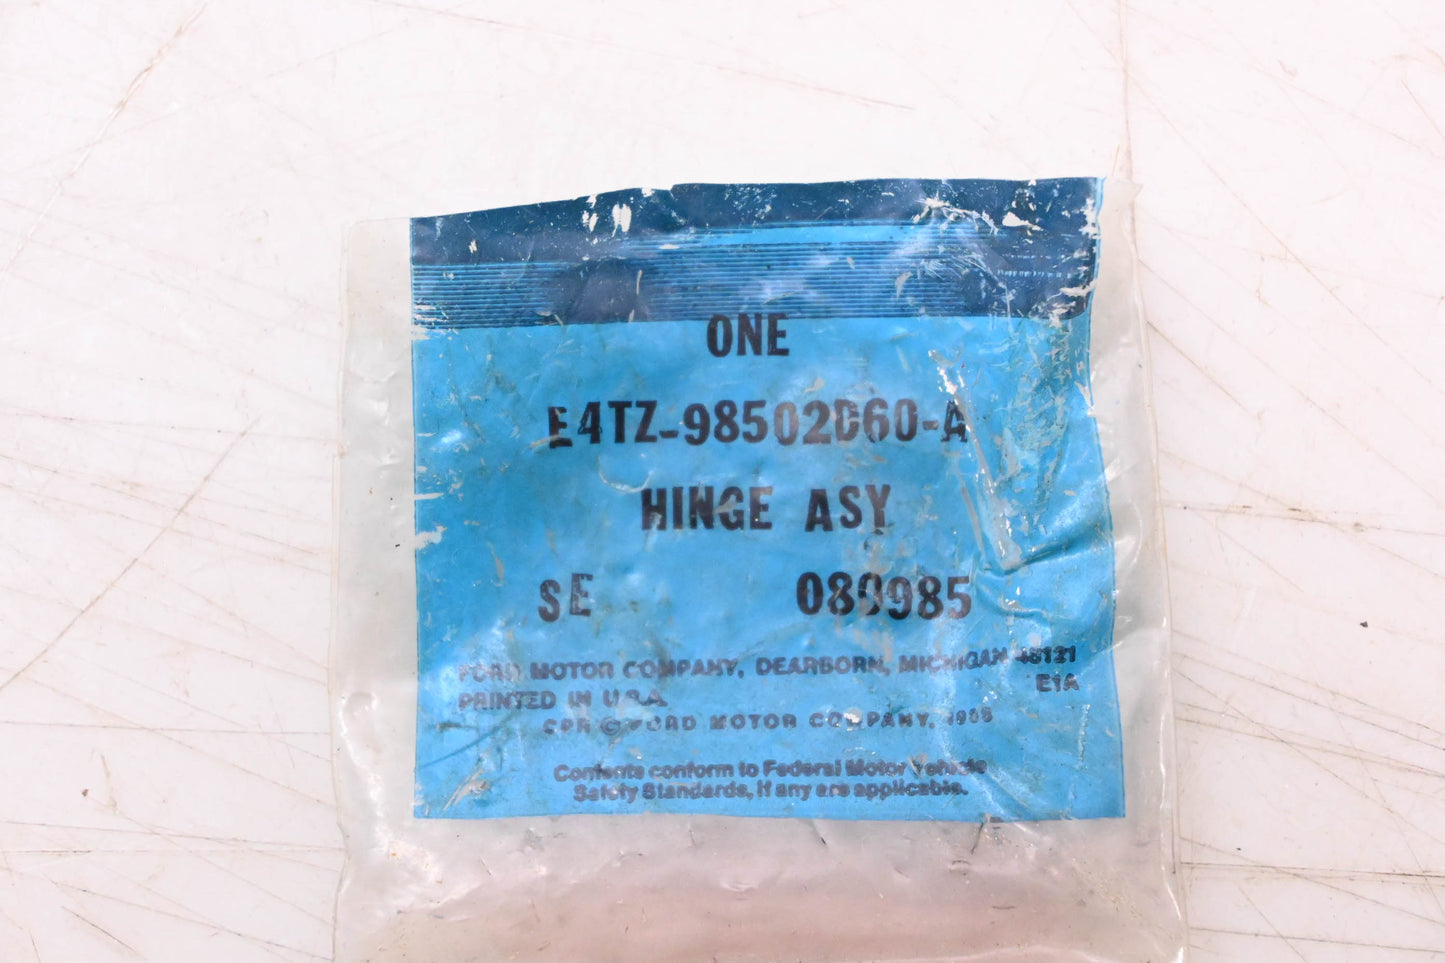 ONE
E4TZ-98502D60-A
HINGE ASY
SE 080985
FORD MOTOR COMPANY, DEARBORN, MICHIGAN 48121
E1A
PRINTED IN U.S.A.
CPR © FORD MOTOR COMPANY,
Contents conform to Federal Motor Vehicle
Safety Standards, if any are applicable.